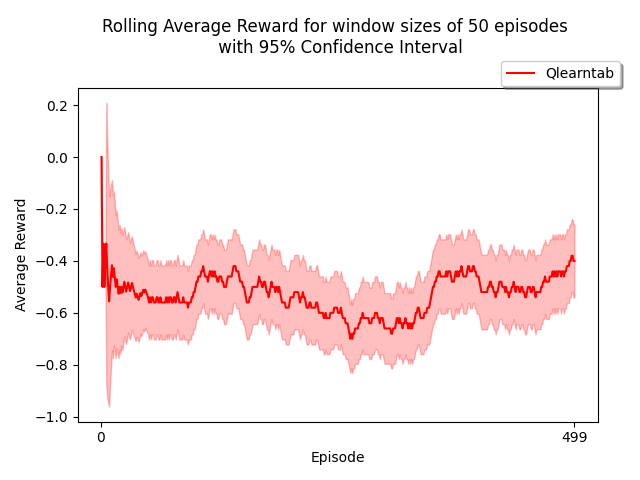 Rolling Average Reward for window sizes of 50 episodes
with 95% Confidence Interval
Qlearntab
0.2
0.0
−0.2
−0.4
−0.6
−0.8
−1.0
Average Reward
0
499
Episode